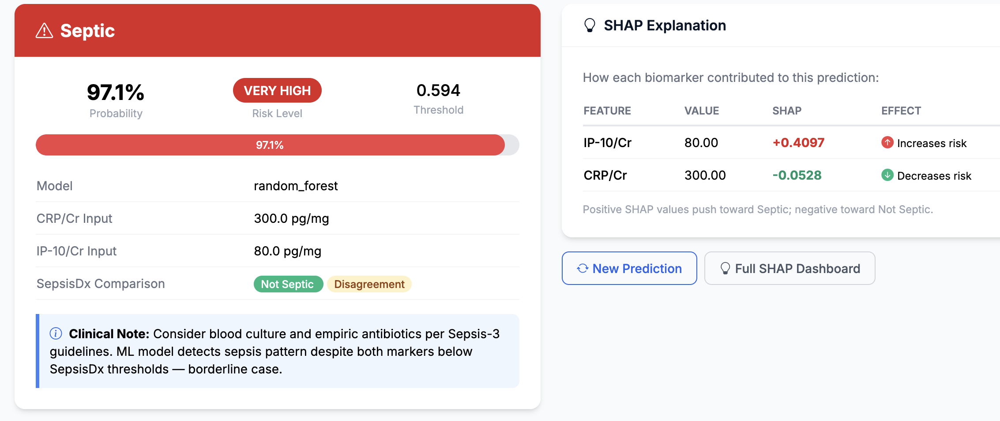 Septic
97.1%
Probability
VERY HIGH
Risk Level
0.594
Threshold
97.1%
Model random_forest
CRP/Cr Input 300.0 pg/mg
IP-10/Cr Input 80.0 pg/mg
SepsisDx Comparison Not Septic Disagreement
Clinical Note: Consider blood culture and empiric antibiotics per Sepsis-3
guidelines. ML model detects sepsis pattern despite both markers below
SepsisDx thresholds — borderline case.
SHAP Explanation
How each biomarker contributed to this prediction:
FEATURE VALUE SHAP EFFECT
IP-10/Cr 80.00 +0.4097 Increases risk
CRP/Cr 300.00 -0.0528 Decreases risk
Positive SHAP values push toward Septic; negative toward Not Septic.
New Prediction
Full SHAP Dashboard